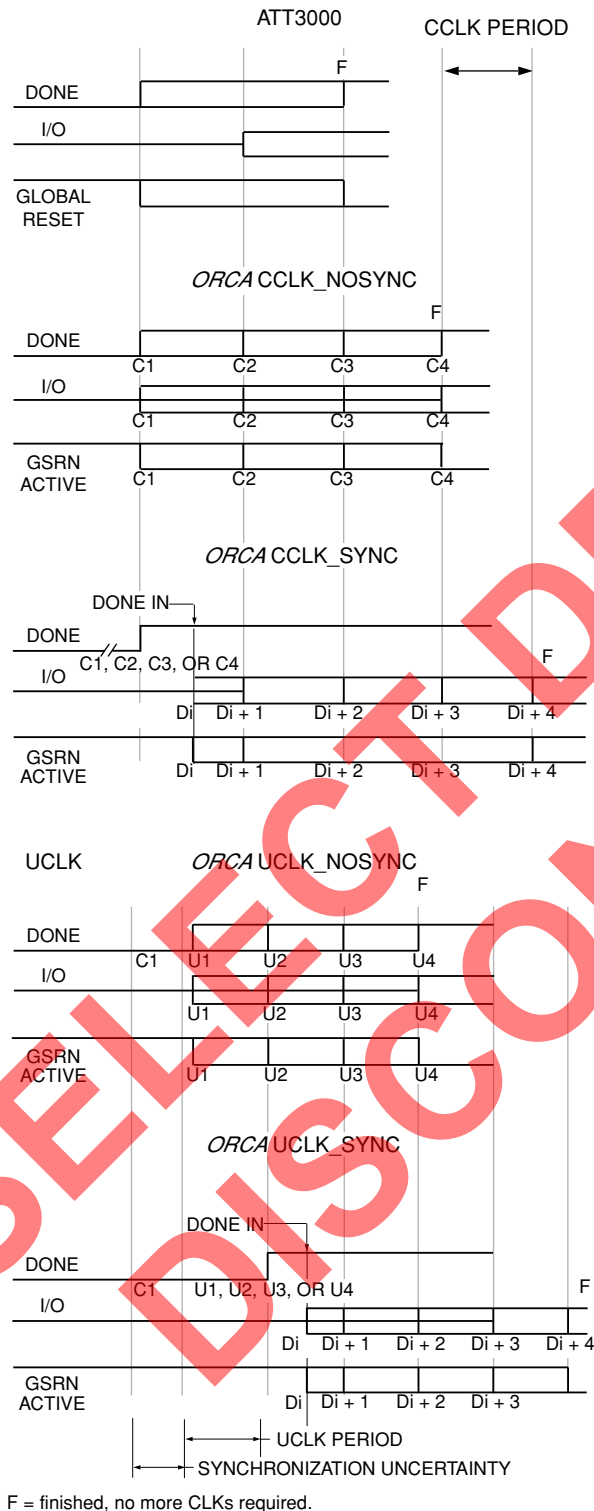 ATT3000
CCLK PERIOD
F
DONE
I/O
GLOBAL
RESET
ORCA CCLK_NOSYNC
F
DONE
C1 C2 C3 C4
I/O
C1 C2 C3 C4
GSRN
ACTIVE
C1 C2 C3 C4
ORCA CCLK_SYNC
DONE IN
DONE
C1, C2, C3, OR C4
F
I/O
Di Di + 1 Di + 2 Di + 3 Di + 4
GSRN
ACTIVE
Di Di + 1 Di + 2 Di + 3 Di + 4
UCLK
ORCA UCLK_NOSYNC
F
DONE
C1 U1 U2 U3 U4
I/O
U1 U2 U3 U4
GSRN
ACTIVE
U1 U2 U3 U4
ORCA UCLK_SYNC
DONE IN
DONE
C1 U1, U2, U3, OR U4
F
I/O
Di Di + 1 Di + 2 Di + 3 Di + 4
GSRN
ACTIVE
Di Di + 1 Di + 2 Di + 3
UCLK PERIOD
SYNCHRONIZATION UNCERTAINTY
F = finished, no more CLKs required.
SELECT D
DISCON